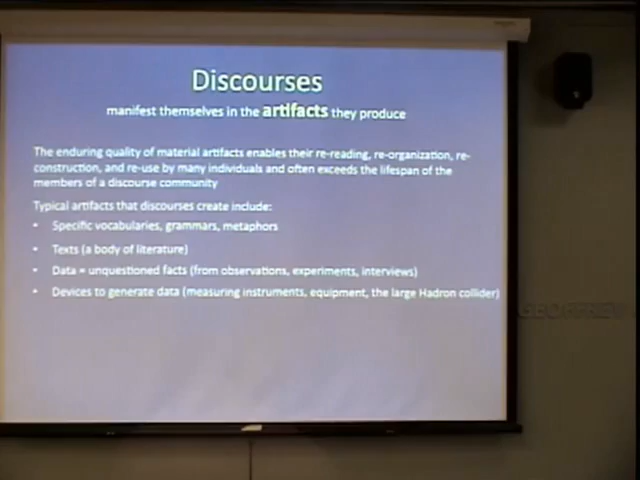 Discourses
manifest themselves in the artifacts they produce
The enduring quality of material artifacts enables their re-reading, re-organization, re-
construction, and re-use by many individuals and often exceeds the lifespan of the
members of a discourse community
Typical artifacts that discourses create include:
• Specific vocabularies, grammars, metaphors
• Texts (a body of literature)
• Data = unquestioned facts (from observations, experiments, interviews)
• Devices to generate data (measuring instruments, equipment, the large Hadron collider)